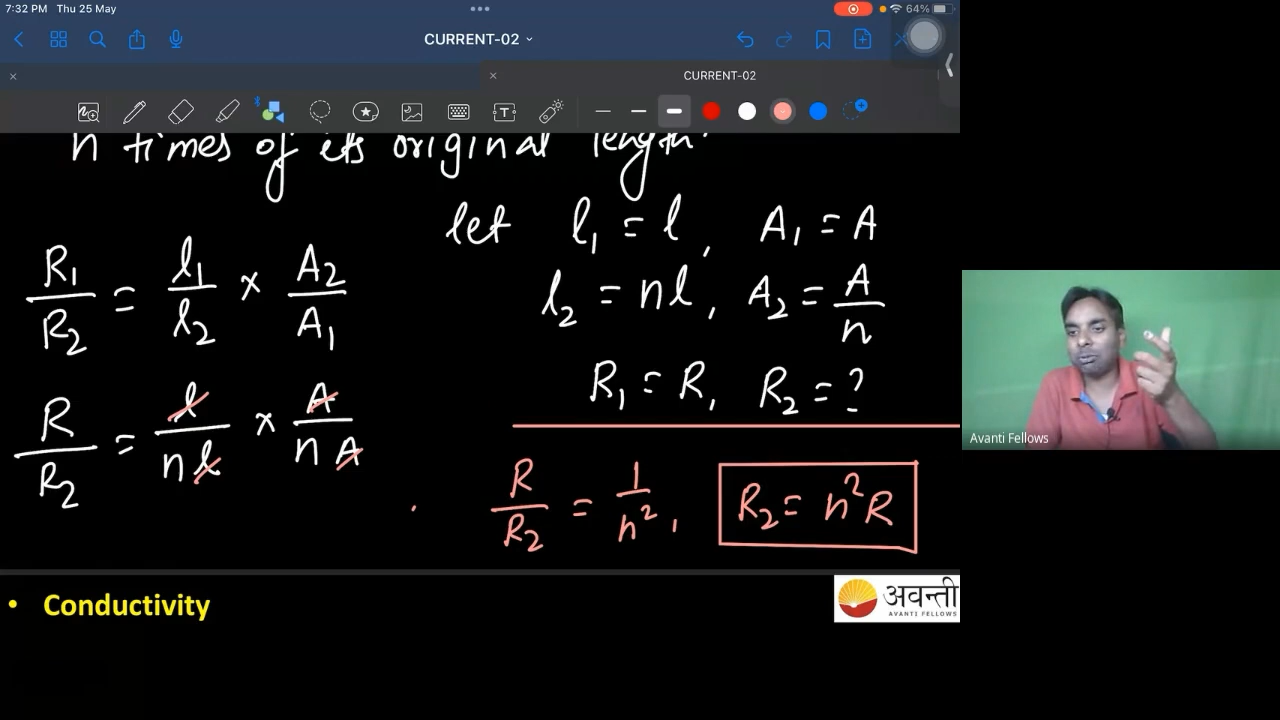 7:32 PM Thu 25 May
64%
CURRENT-02
CURRENT-02
n times of its original length.
let l₁ = l, A₁ = A
l₂ = nl, A₂ = A/n
R₁ = R, R₂ = ?
R₁/R₂ = l₁/l₂ × A₂/A₁
R/R₂ = l/nl × A/nA
R/R₂ = 1/n², R₂ = n²R
• Conductivity
अवन्ती
AVANTI FELLOWS
Avanti Fellows